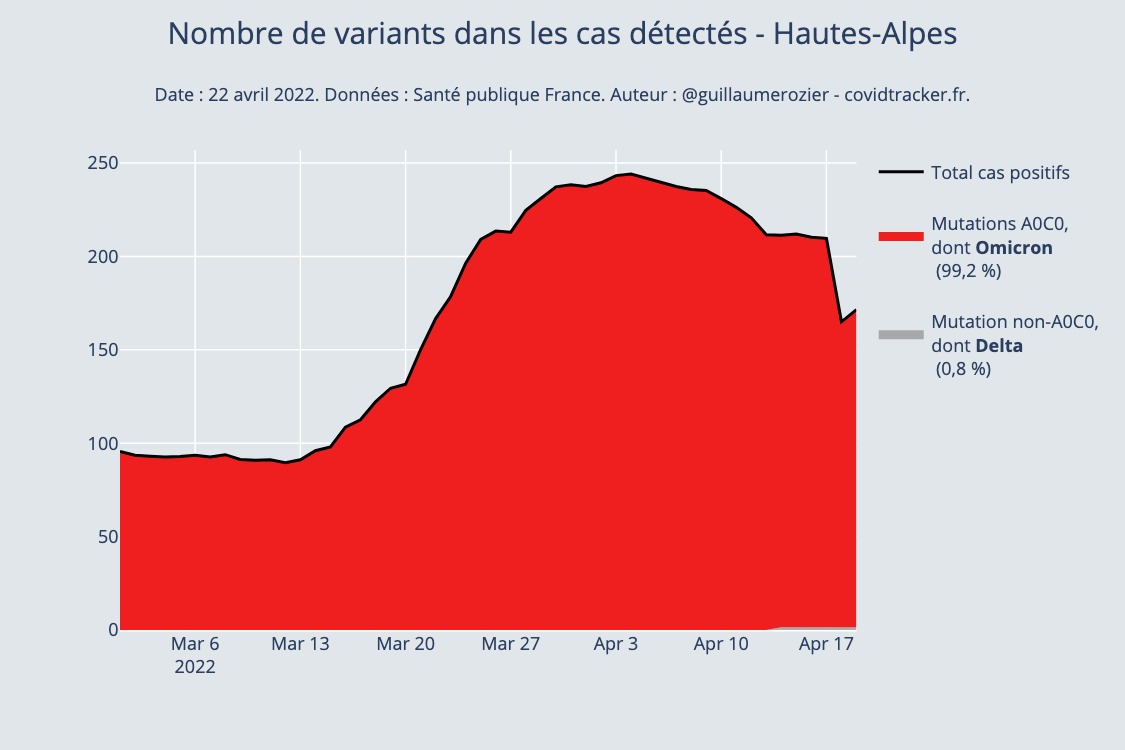 Nombre de variants dans les cas détectés - Hautes-Alpes
Date : 22 avril 2022. Données : Santé publique France. Auteur : @guillaumerozier - covidtracker.fr.
250
200
150
100
50
0
Mar 6
2022
Mar 13
Mar 20
Mar 27
Apr 3
Apr 10
Apr 17
Total cas positifs
Mutations A0C0,
dont Omicron
(99,2 %)
Mutation non-A0C0,
dont Delta
(0,8 %)